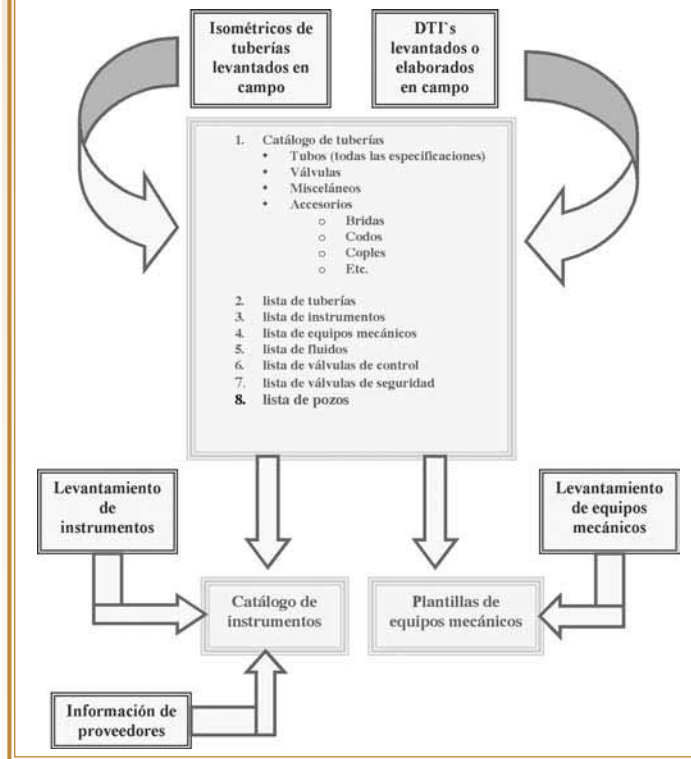 Isométricos de
tuberías
levantados en
campo
DTI`s
levantados o
elaborados
en campo
1. Catálogo de tuberías
• Tubos (todas las especificaciones)
• Válvulas
• Misceláneos
• Accesorios
o Bridas
o Codos
o Coples
o Etc.
2. lista de tuberías
3. lista de instrumentos
4. lista de equipos mecánicos
5. lista de fluidos
6. lista de válvulas de control
7. lista de válvulas de seguridad
8. lista de pozos
Levantamiento
de
instrumentos
Levantamiento
de equipos
mecánicos
Catálogo de
instrumentos
Plantillas de
equipos mecánicos
Información de
proveedores